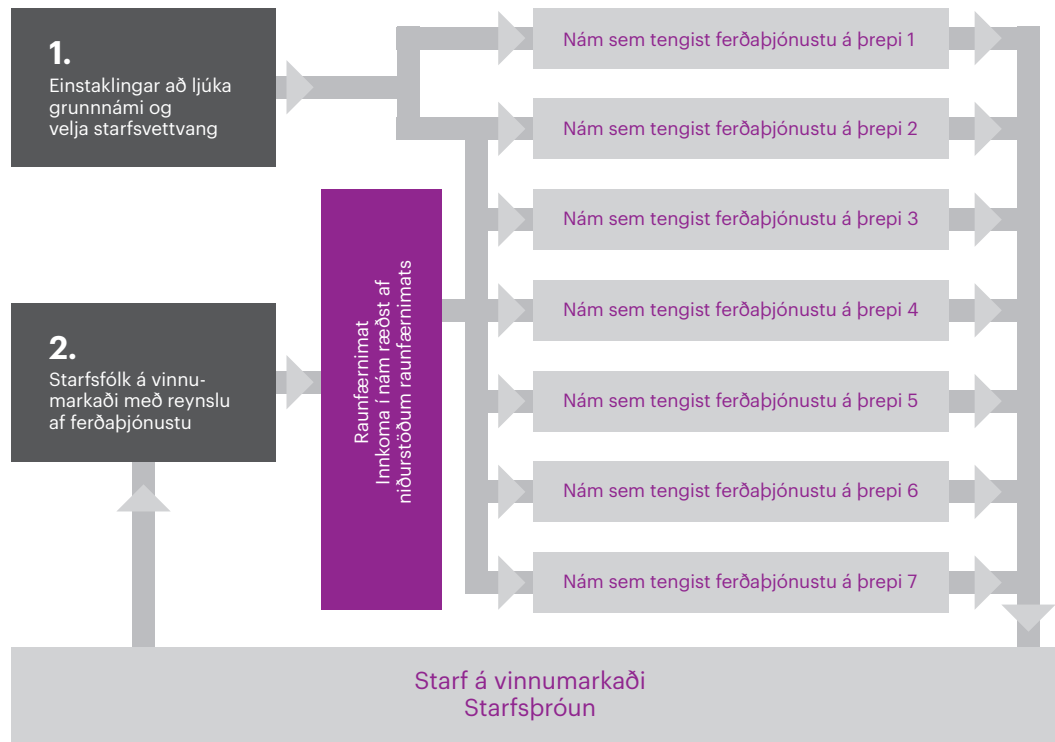 1.
Einstaklingar að ljúka
grunnnámi og
velja starfsvettvang
2.
Starfsfólk á vinnu-
markaði með reynslu
af ferðaþjónustu
Raunfærnimat
Innkoma í nám ræðst af
niðurstöðum raunfærnimats
Nám sem tengist ferðaþjónustu á þrepi 1
Nám sem tengist ferðaþjónustu á þrepi 2
Nám sem tengist ferðaþjónustu á þrepi 3
Nám sem tengist ferðaþjónustu á þrepi 4
Nám sem tengist ferðaþjónustu á þrepi 5
Nám sem tengist ferðaþjónustu á þrepi 6
Nám sem tengist ferðaþjónustu á þrepi 7
Starf á vinnumarkaði
Starfsþróun